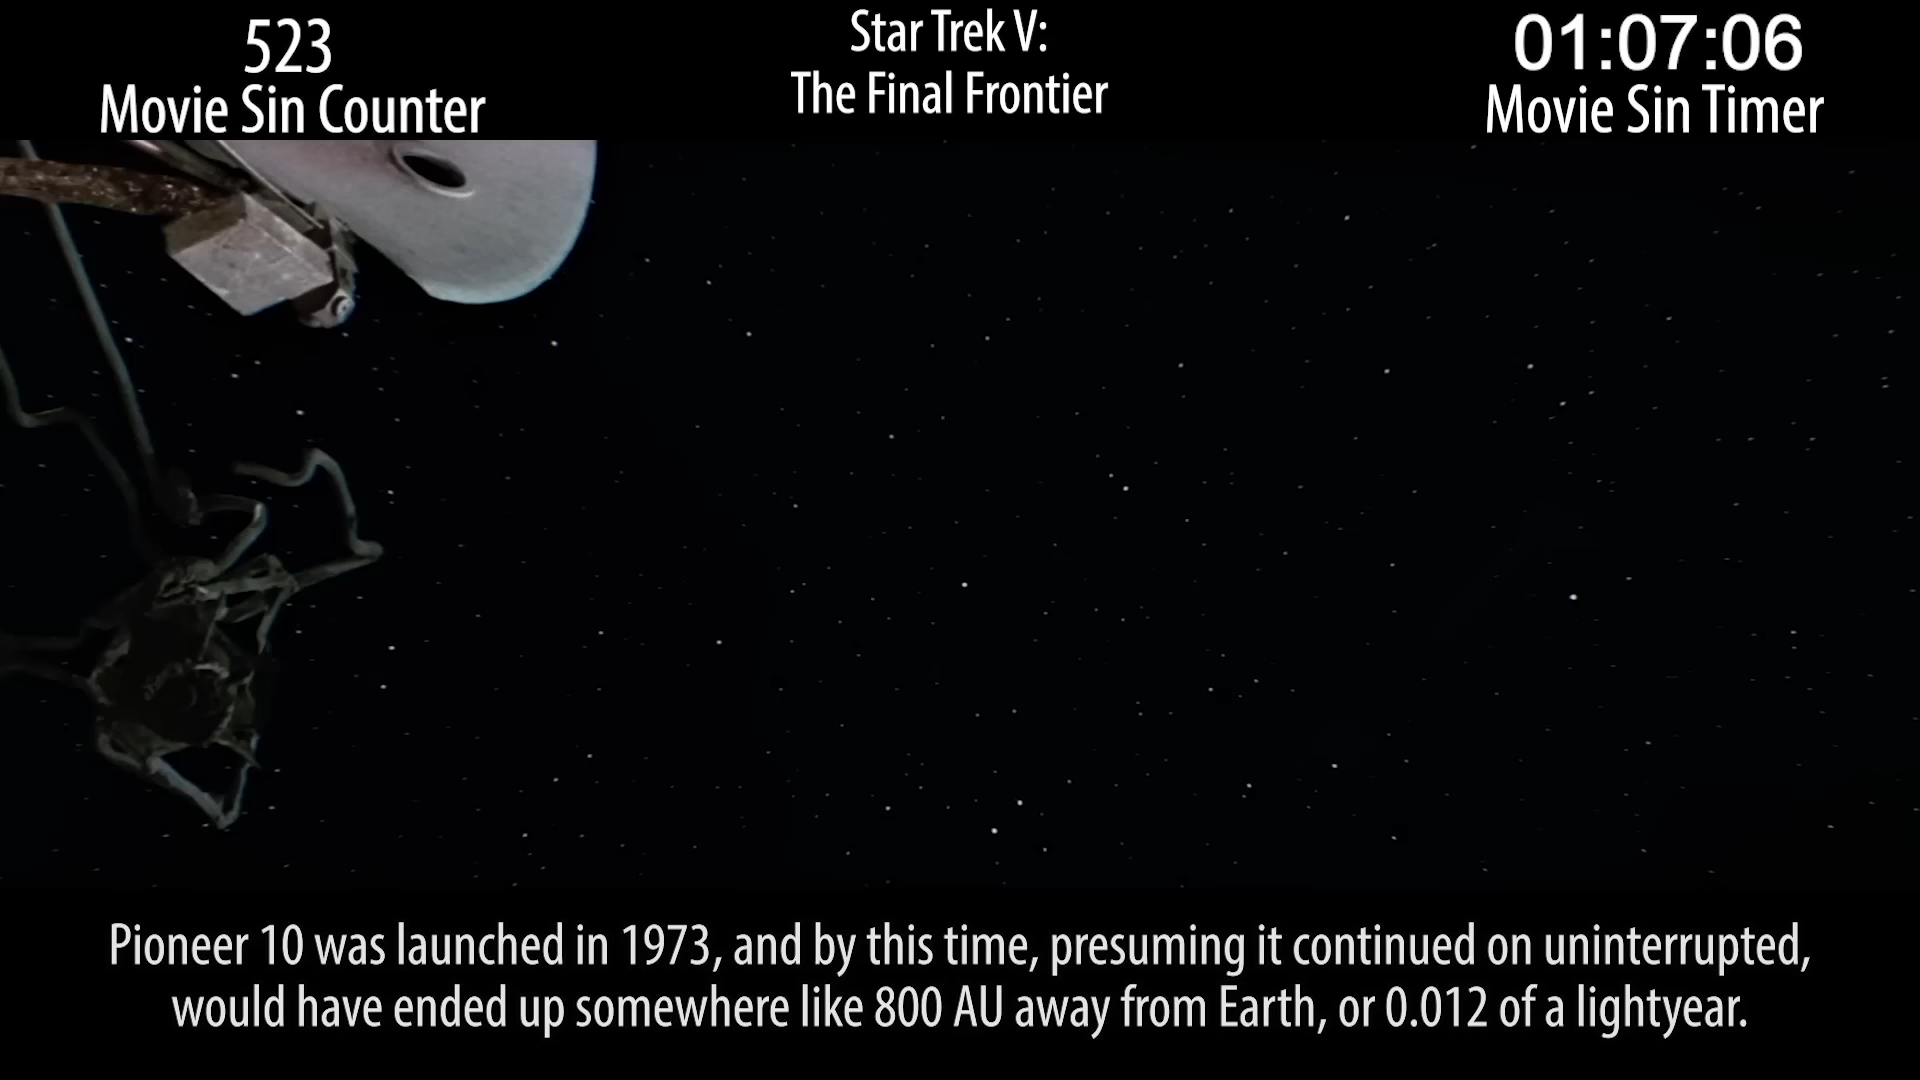 523
Movie Sin Counter
Star Trek V:
The Final Frontier
01:07:06
Movie Sin Timer
Pioneer 10 was launched in 1973, and by this time, presuming it continued on uninterrupted,
would have ended up somewhere like 800 AU away from Earth, or 0.012 of a lightyear.